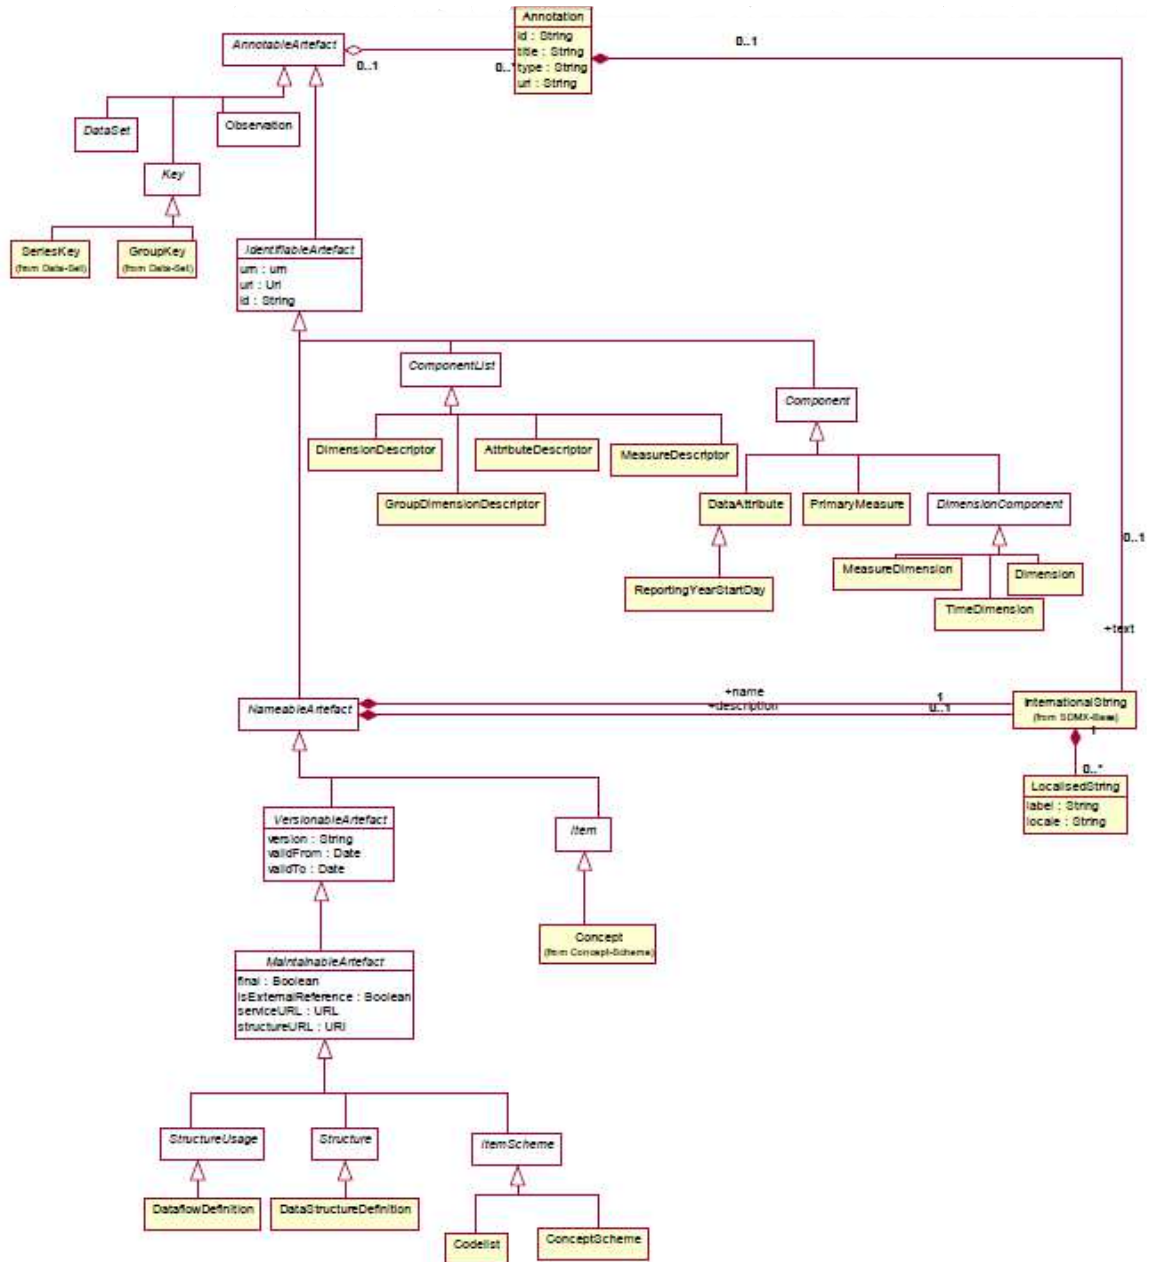 Annotation
id : String
title : String
type : String
url : String
AnnotableArtefact
0..1
0..*
0..1
DataSet
Observation
Key
SeriesKey
(from Data-Set)
GroupKey
(from Data-Set)
IdentifiableArtefact
urn : urn
uri : Uri
id : String
ComponentList
Component
DimensionDescriptor
AttributeDescriptor
MeasureDescriptor
GroupDimensionDescriptor
DataAttribute
PrimaryMeasure
DimensionComponent
0..1
MeasureDimension
Dimension
ReportingYearStartDay
TimeDimension
+text
NameableArtefact
+name
1
+description
0..1
InternationalString
(from SDMX-Base)
1
0..*
LocalisedString
label : String
locale : String
VersionableArtefact
version : String
validFrom : Date
validTo : Date
Item
Concept
(from Concept-Scheme)
MaintainableArtefact
final : Boolean
isExternalReference : Boolean
serviceURL : URL
structureURL : URl
StructureUsage
Structure
ItemScheme
DataflowDefinition
DataStructureDefinition
Codelist
ConceptScheme